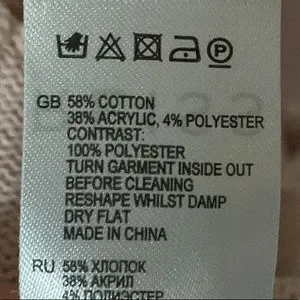 GB 58% COTTON
38% ACRYLIC, 4% POLYESTER
CONTRAST:
100% POLYESTER
TURN GARMENT INSIDE OUT
BEFORE CLEANING
RESHAPE WHILST DAMP
DRY FLAT
MADE IN CHINA
RU 58% ХЛОПОК
38% АКРИЛ
4% ПОЛИЭСТЕР